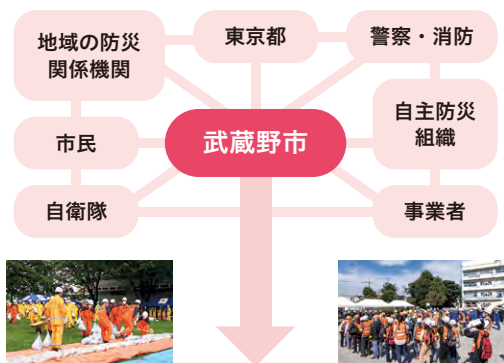 地域の防災
関係機関
東京都
警察・消防
市民
武蔵野市
自主防災
組織
自衛隊
事業者